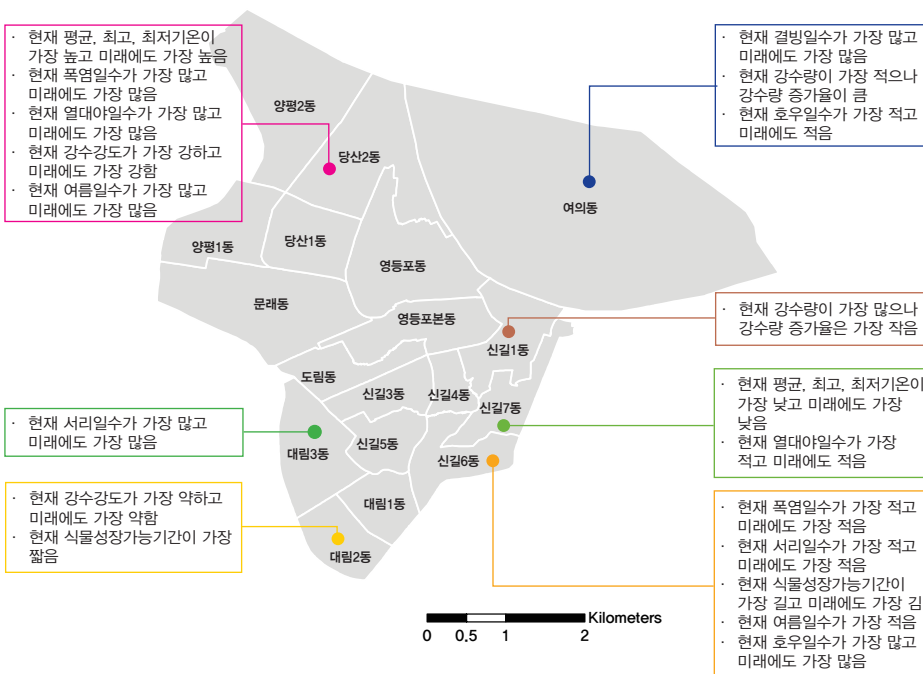 · 현재 평균, 최고, 최저기온이
가장 높고 미래에도 가장 높음
· 현재 폭염일수가 가장 많고
미래에도 가장 많음
· 현재 열대야일수가 가장 많고
미래에도 가장 많음
· 현재 강수강도가 가장 강하고
미래에도 가장 강함
· 현재 여름일수가 가장 많고
미래에도 가장 많음
· 현재 결빙일수가 가장 많고
미래에도 가장 많음
· 현재 강수량이 가장 적으나
강수량 증가율이 큼
· 현재 호우일수가 가장 적고
미래에도 적음
양평2동
당산2동
여의동
양평1동
당산1동
영등포동
문래동
영등포본동
신길1동
· 현재 강수량이 가장 많으나
강수량 증가율은 가장 작음
도림동
신길3동
신길4동
신길7동
· 현재 평균, 최고, 최저기온이
가장 낮고 미래에도 가장
낮음
· 현재 열대야일수가 가장
적고 미래에도 적음
· 현재 서리일수가 가장 많고
미래에도 가장 많음
대림3동
신길5동
신길6동
· 현재 강수강도가 가장 약하고
미래에도 가장 약함
· 현재 식물성장가능기간이 가장
짧음
대림1동
대림2동
· 현재 폭염일수가 가장 적고
미래에도 가장 적음
· 현재 서리일수가 가장 적고
미래에도 가장 적음
· 현재 식물성장가능기간이
가장 길고 미래에도 가장 김
· 현재 여름일수가 가장 적음
· 현재 호우일수가 가장 많고
미래에도 가장 많음
Kilometers
0 0.5 1 2